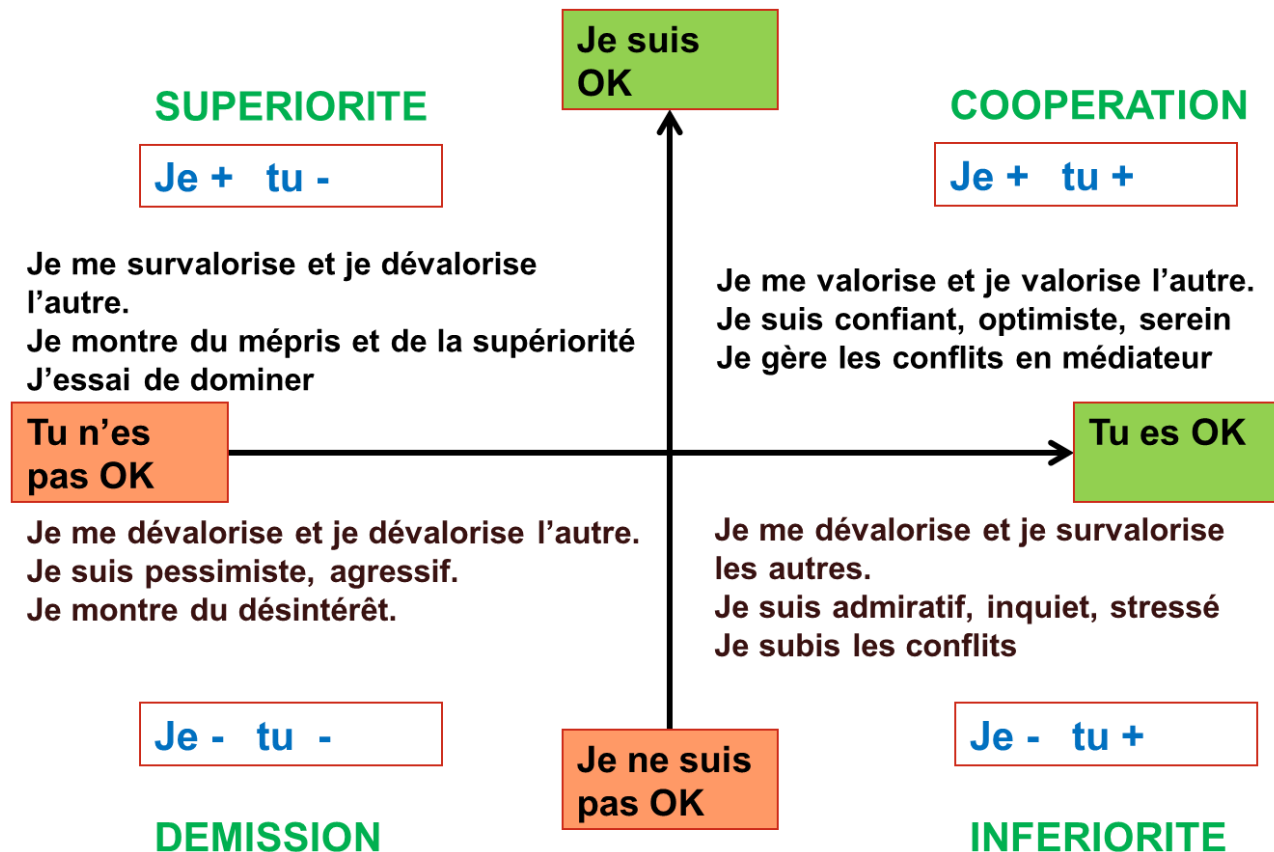 Je suis
OK
SUPERIORITE
COOPERATION
Je + tu -
Je + tu +
Je me survalorise et je dévalorise
l’autre.
Je montre du mépris et de la supériorité
J’essai de dominer
Je me valorise et je valorise l’autre.
Je suis confiant, optimiste, serein
Je gère les conflits en médiateur
Tu n’es
pas OK
Tu es OK
Je me dévalorise et je dévalorise l’autre.
Je suis pessimiste, agressif.
Je montre du désintérêt.
Je me dévalorise et je survalorise
les autres.
Je suis admiratif, inquiet, stressé
Je subis les conflits
Je - tu -
Je ne suis
pas OK
Je - tu +
DEMISSION
INFERIORITE